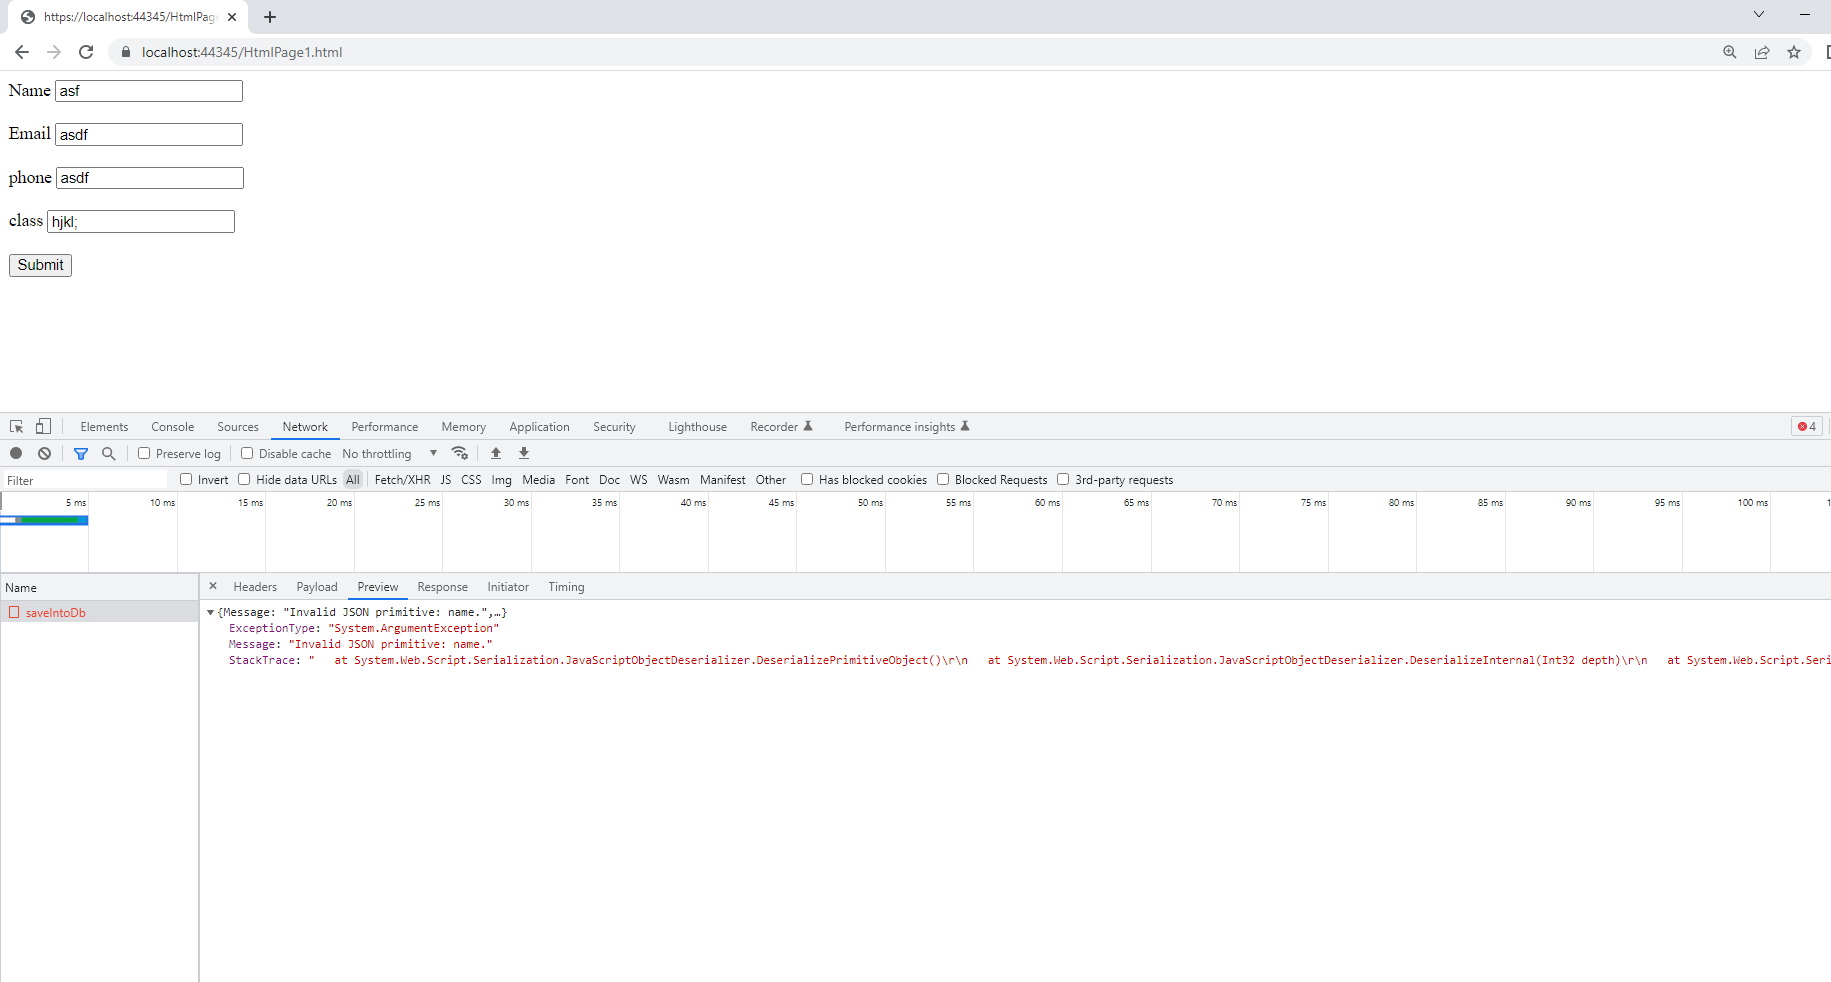 https://localhost:44345/HtmlPage
localhost:44345/HtmlPage1.html
Name asf
Email asdf
phone asdf
class hjkl;
Submit
Elements Console Sources Network Performance Memory Application Security Lighthouse Recorder Performance insights 4
Preserve log Disable cache No throttling
Filter Invert Hide data URLs All Fetch/XHR JS CSS Img Media Font Doc WS Wasm Manifest Other Has blocked cookies Blocked Requests 3rd-party requests
5 ms 10 ms 15 ms 20 ms 25 ms 30 ms 35 ms 40 ms 45 ms 50 ms 55 ms 60 ms 65 ms 70 ms 75 ms 80 ms 85 ms 90 ms 95 ms 100 ms 1
Name Headers Payload Preview Response Initiator Timing
saveIntoDb
{Message: "Invalid JSON primitive: name.",…}
ExceptionType: "System.ArgumentException"
Message: "Invalid JSON primitive: name."
StackTrace: "   at System.Web.Script.Serialization.JavaScriptObjectDeserializer.DeserializePrimitiveObject()\r\n   at System.Web.Script.Serialization.JavaScriptObjectDeserializer.DeserializeInternal(Int32 depth)\r\n   at System.Web.Script.Seri